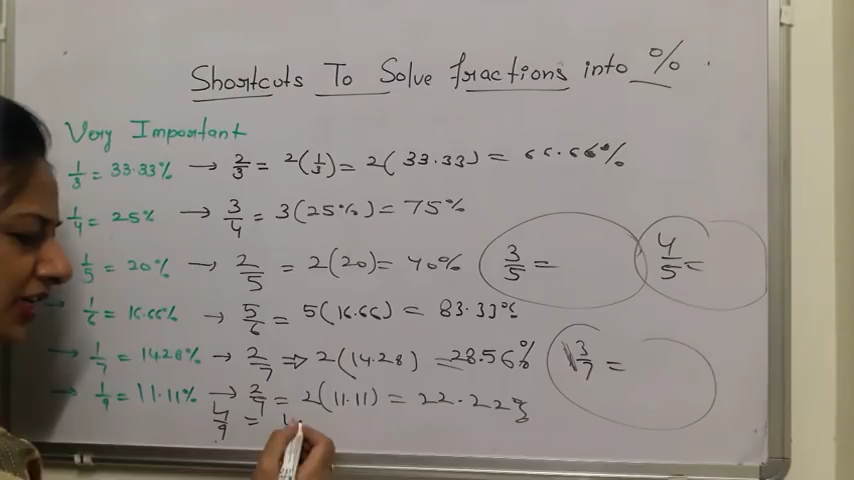 Shortcuts To Solve fractions into %.
Very Important
1/3 = 33.33% → 2/3 = 2(1/3) = 2(33.33) = 66.66%
1/4 = 25% → 3/4 = 3(25%) = 75%
1/5 = 20% → 2/5 = 2(20) = 40% 3/5 = 4/5 =
→ 1/6 = 16.66% → 5/6 = 5(16.66) = 83.33%
→ 1/7 = 14.28% → 2/7 => 2(14.28) = 28.56% 3/7 =
→ 1/9 = 11.11% → 2/9 = 2(11.11) = 22.22%
4/9 =